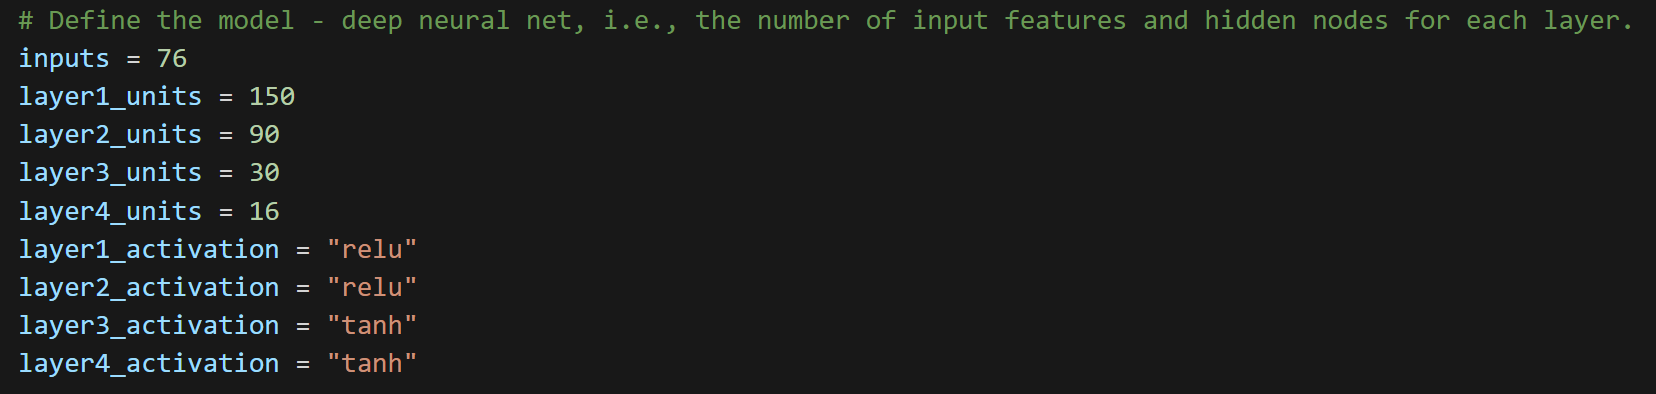 # Define the model - deep neural net, i.e., the number of input features and hidden nodes for each layer.
inputs = 76
layer1_units = 150
layer2_units = 90
layer3_units = 30
layer4_units = 16
layer1_activation = "relu"
layer2_activation = "relu"
layer3_activation = "tanh"
layer4_activation = "tanh"